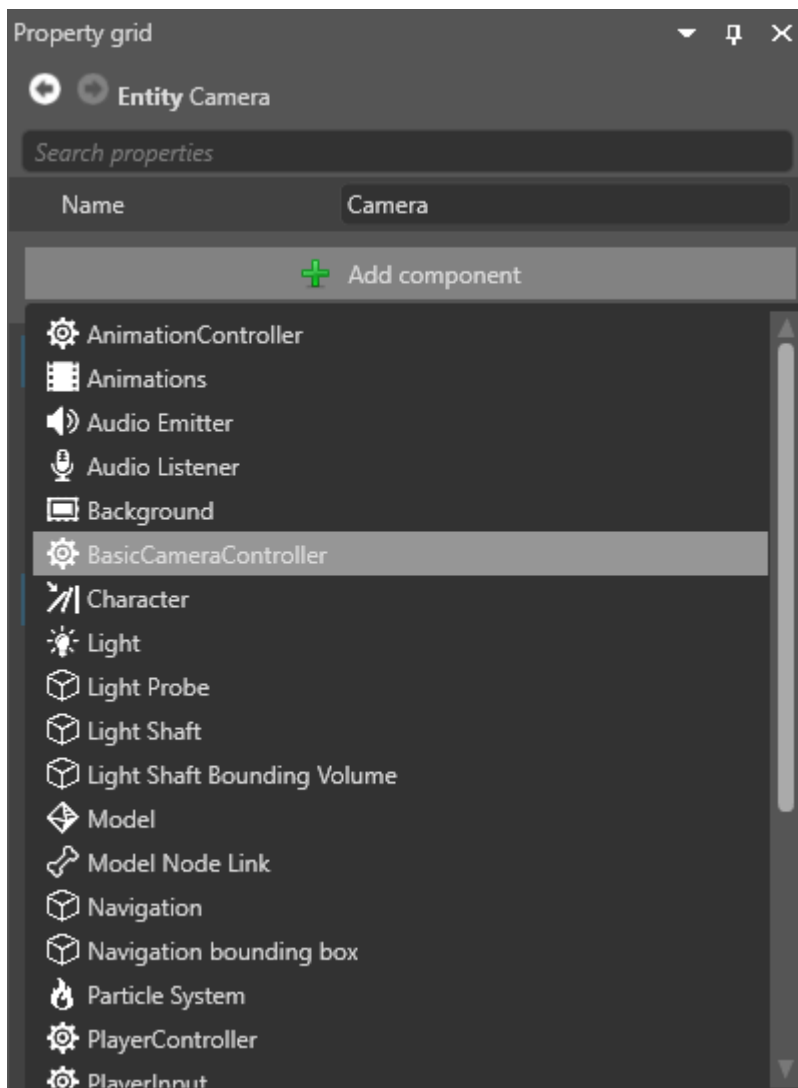 Property grid
Entity Camera
Search properties
Name Camera
Add component
AnimationController
Animations
Audio Emitter
Audio Listener
Background
BasicCameraController
Character
Light
Light Probe
Light Shaft
Light Shaft Bounding Volume
Model
Model Node Link
Navigation
Navigation bounding box
Particle System
PlayerController
PlayerInput